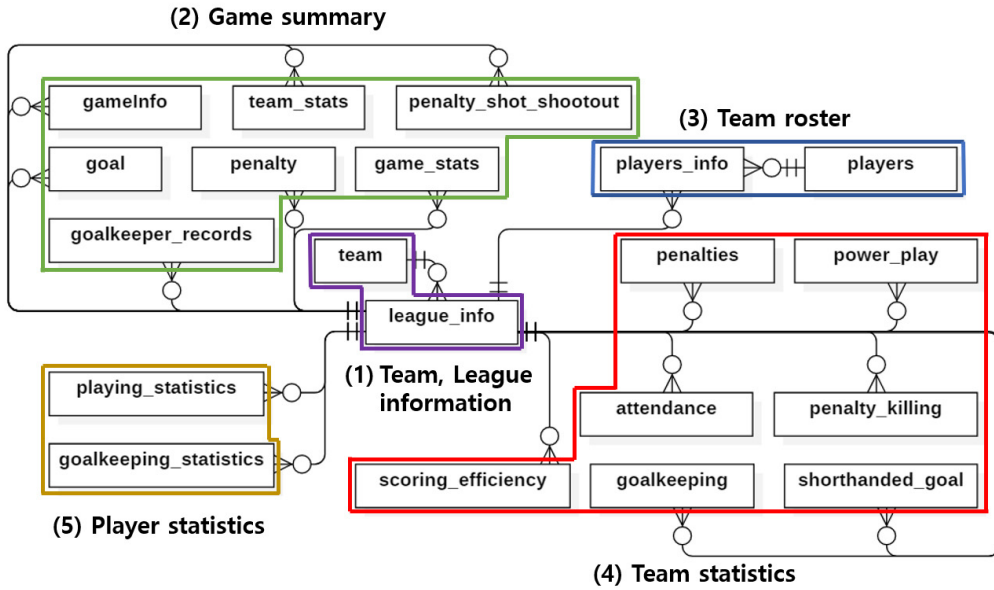 (2) Game summary
gameInfo
team_stats
penalty_shot_shootout
goal
penalty
game_stats
goalkeeper_records
(3) Team roster
players_info
players
team
league_info
(1) Team, League
information
penalties
power_play
attendance
penalty_killing
scoring_efficiency
goalkeeping
shorthanded_goal
(4) Team statistics
playing_statistics
goalkeeping_statistics
(5) Player statistics